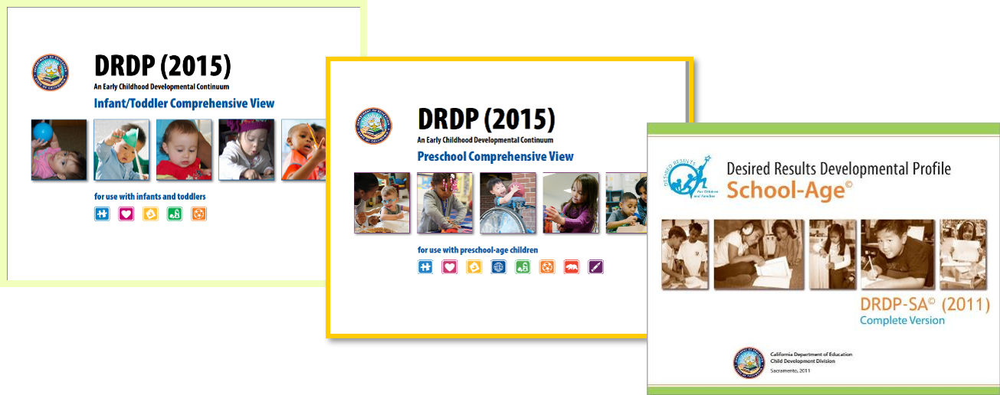 DRDP (2015)
An Early Childhood Developmental Continuum
Infant/Toddler Comprehensive View
for use with infants and toddlers
DRDP (2015)
An Early Childhood Developmental Continuum
Preschool Comprehensive View
for use with preschool-age children
DESIRED RESULTS
For Children
and Families
Desired Results Developmental Profile
School-Age©
DRDP-SA© (2011)
Complete Version
California Department of Education
Child Development Division
Sacramento, 2011